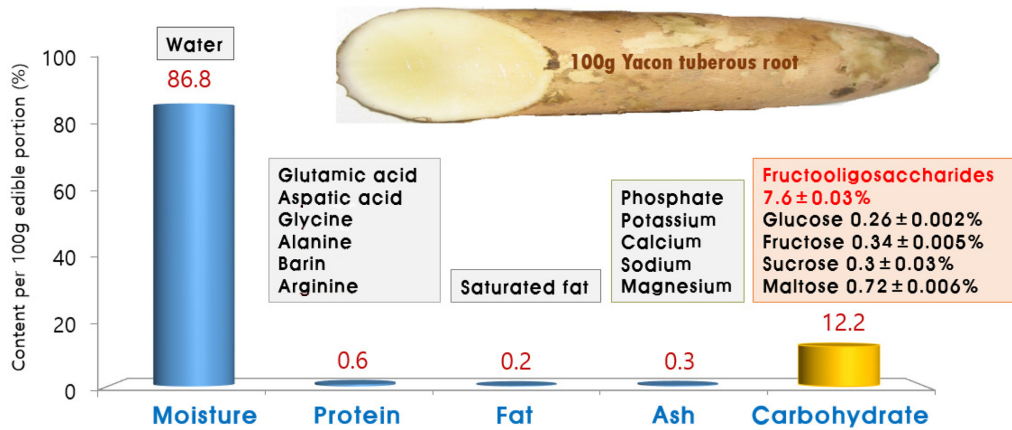 100g Yacon tuberous root
Content per 100g edible portion (%)
100
80
60
40
20
0
Water
86.8
Glutamic acid
Aspatic acid
Glycine
Alanine
Barin
Arginine
0.6
Saturated fat
0.2
Phosphate
Potassium
Calcium
Sodium
Magnesium
0.3
Fructooligosaccharides
7.6±0.03%
Glucose 0.26±0.002%
Fructose 0.34±0.005%
Sucrose 0.3±0.03%
Maltose 0.72±0.006%
12.2
Moisture
Protein
Fat
Ash
Carbohydrate